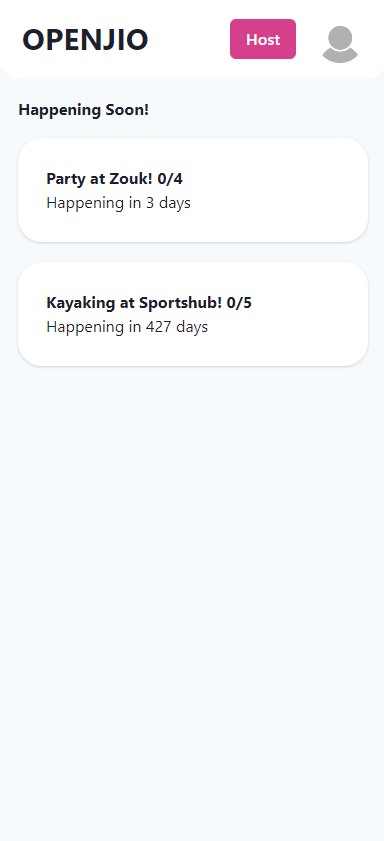 OPENJIO
Host
Happening Soon!
Party at Zouk! 0/4
Happening in 3 days
Kayaking at Sportshub! 0/5
Happening in 427 days